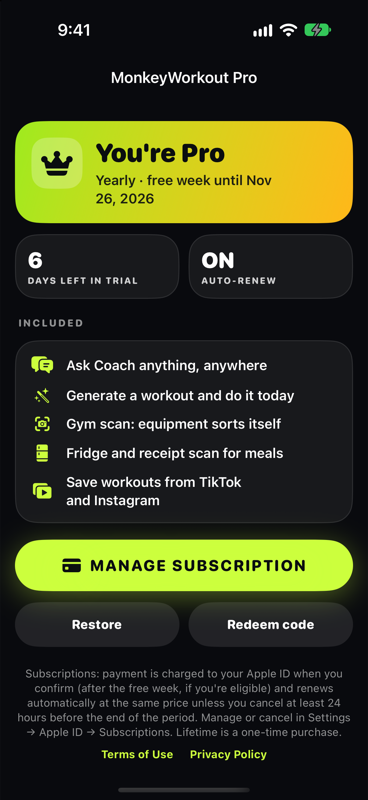 9:41
MonkeyWorkout Pro
You're Pro
Yearly · free week until Nov
26, 2026
6
DAYS LEFT IN TRIAL
ON
AUTO-RENEW
INCLUDED
Ask Coach anything, anywhere
Generate a workout and do it today
Gym scan: equipment sorts itself
Fridge and receipt scan for meals
Save workouts from TikTok
and Instagram
MANAGE SUBSCRIPTION
Restore
Redeem code
Subscriptions: payment is charged to your Apple ID when you
confirm (after the free week, if you're eligible) and renews
automatically at the same price unless you cancel at least 24
hours before the end of the period. Manage or cancel in Settings
→ Apple ID → Subscriptions. Lifetime is a one-time purchase.
Terms of Use
Privacy Policy